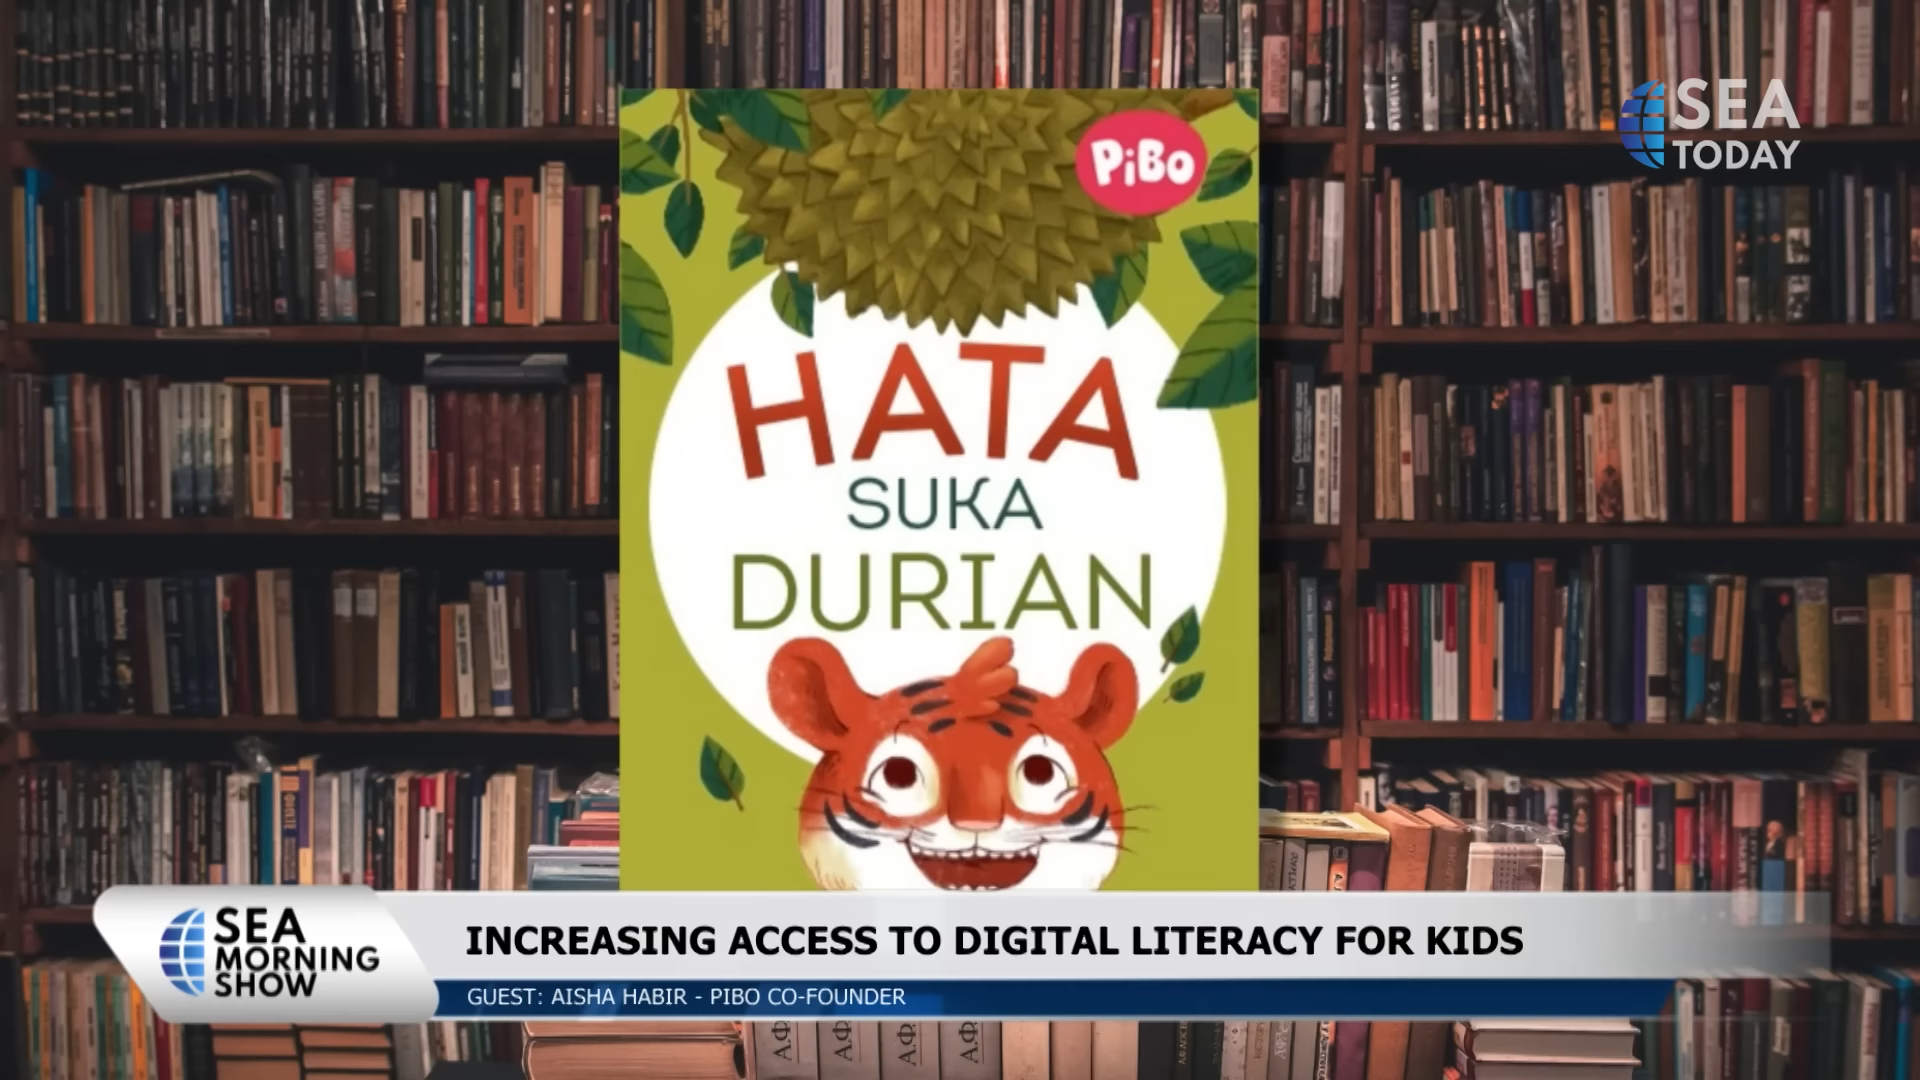 SEA
TODAY
PiBo
HATA
SUKA
DURIAN
SEA
MORNING
SHOW
INCREASING ACCESS TO DIGITAL LITERACY FOR KIDS
GUEST: AISHA HABIR - PIBO CO-FOUNDER
А.Ф.
А.Ф.
А.Ф.
А.Ф.